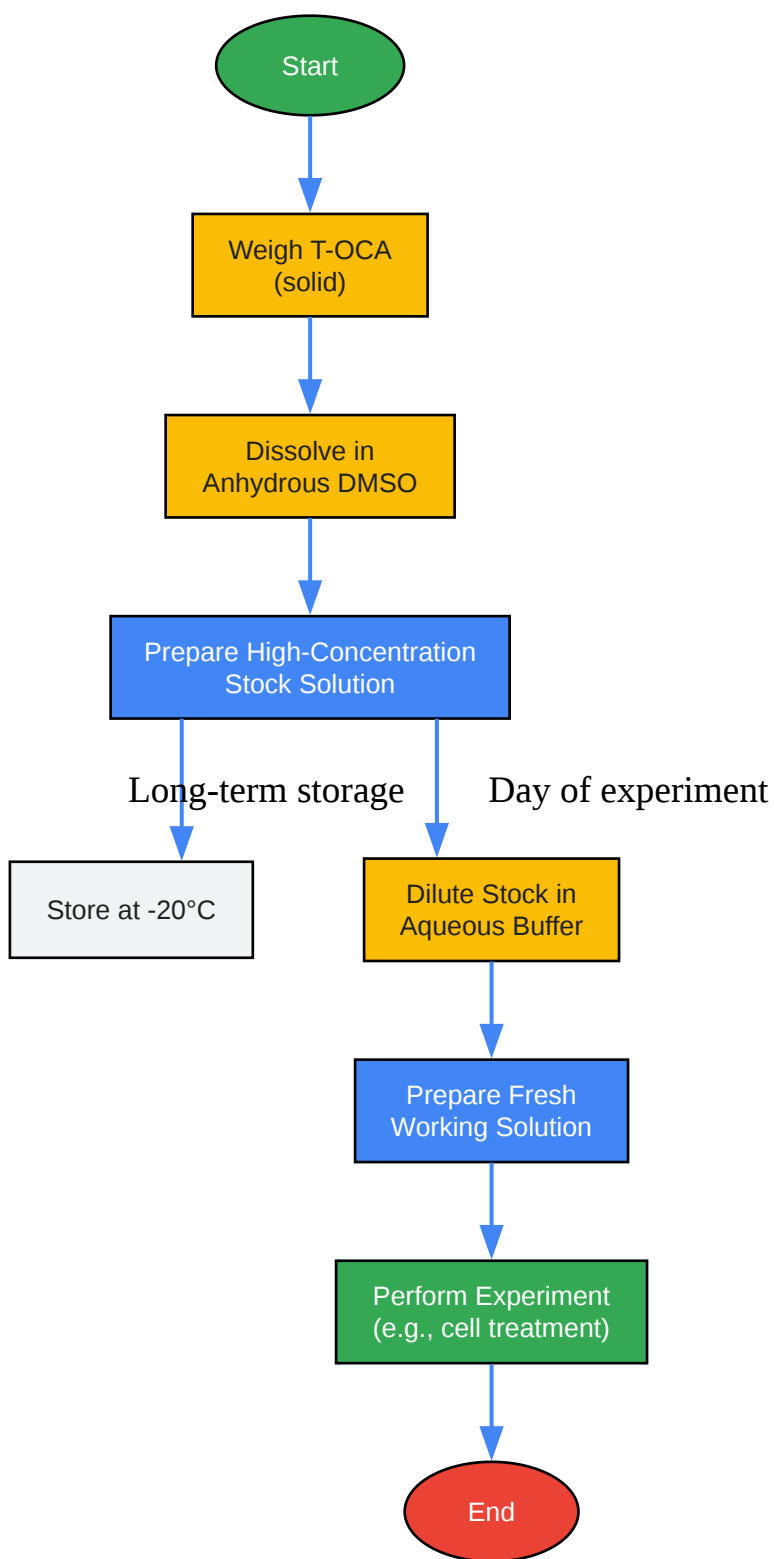 Start
Weigh T-OCA
(solid)
Dissolve in
Anhydrous DMSO
Prepare High-Concentration
Stock Solution
Long-term storage
Day of experiment
Store at -20°C
Dilute Stock in
Aqueous Buffer
Prepare Fresh
Working Solution
Perform Experiment
(e.g., cell treatment)
End